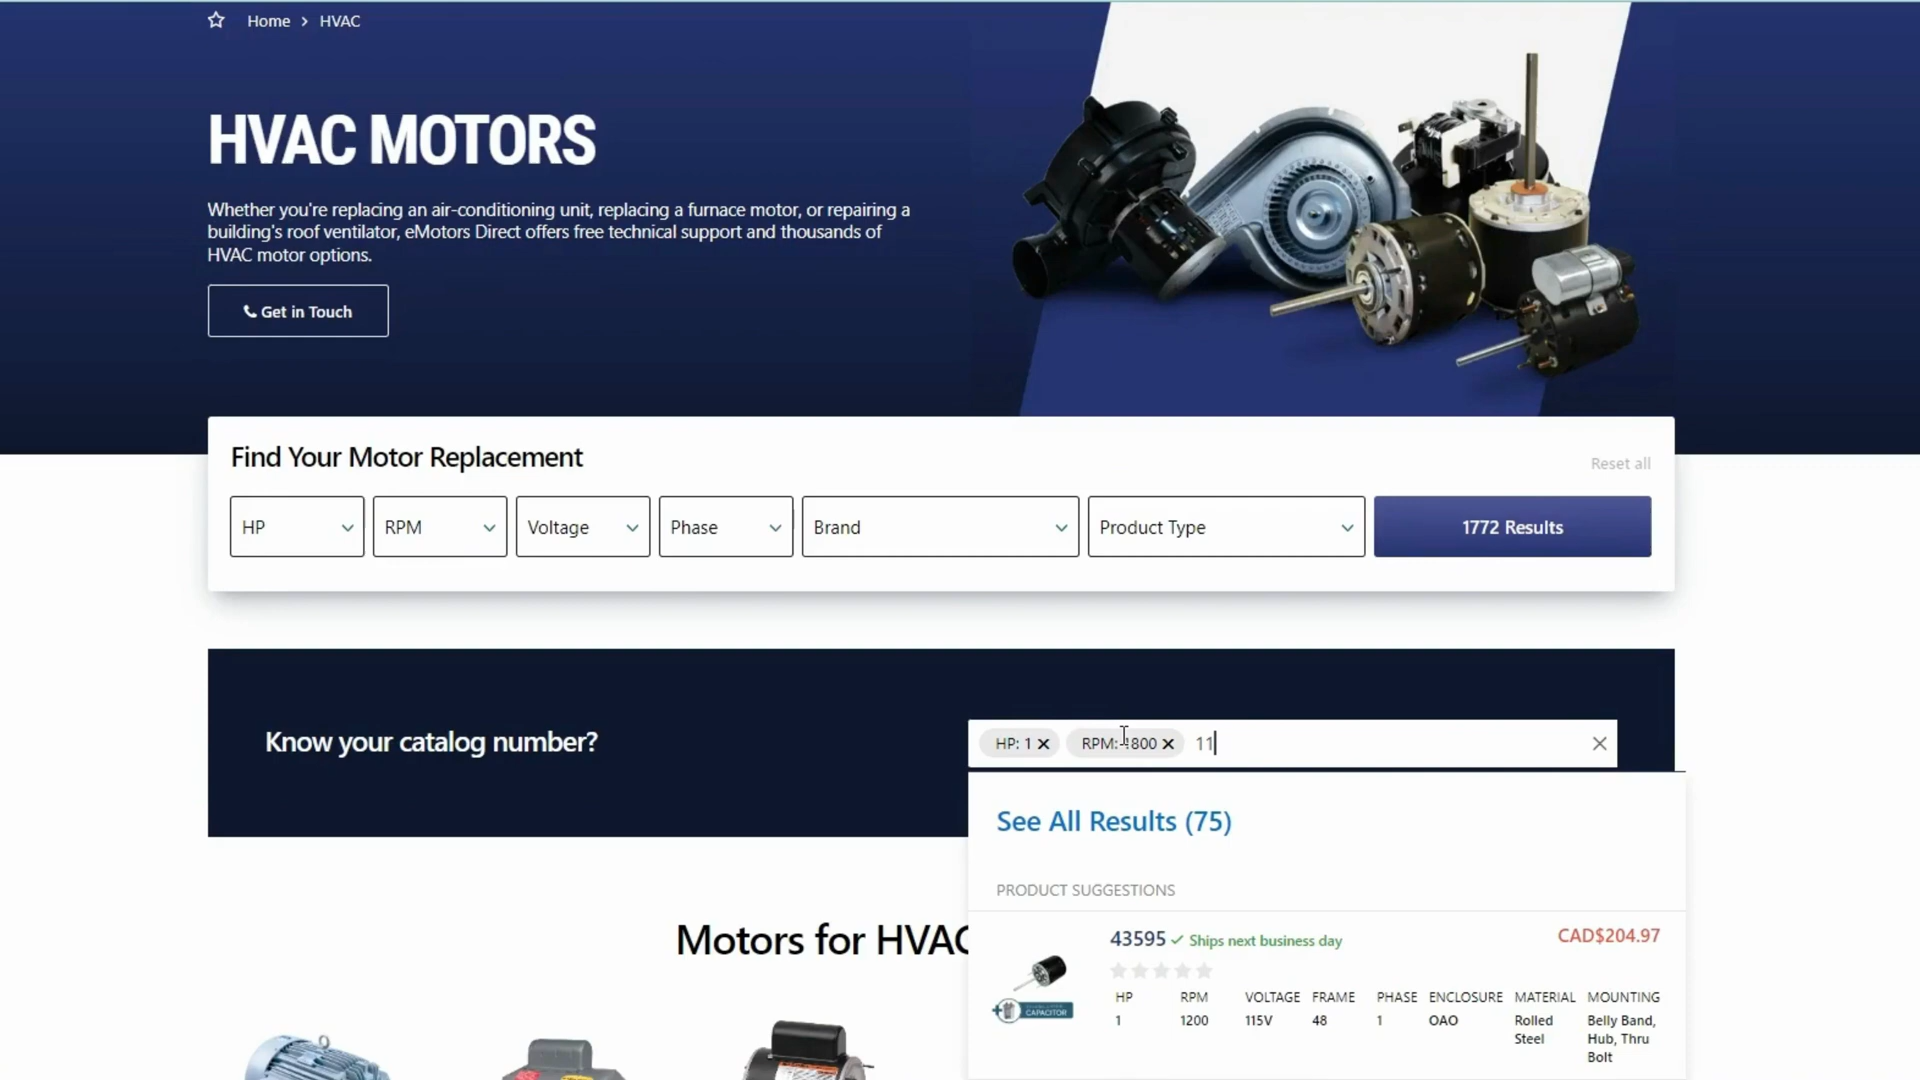 Home > HVAC
HVAC MOTORS
Whether you're replacing an air-conditioning unit, replacing a furnace motor, or repairing a
building's roof ventilator, eMotors Direct offers free technical support and thousands of
HVAC motor options.
Get in Touch
Find Your Motor Replacement
Reset all
HP
RPM
Voltage
Phase
Brand
Product Type
1772 Results
Know your catalog number?
HP: 1
RPM: 1800
11
See All Results (75)
PRODUCT SUGGESTIONS
Motors for HVAC
43595 ✓ Ships next business day
CAD$204.97
HP RPM VOLTAGE FRAME PHASE ENCLOSURE MATERIAL MOUNTING
1 1200 115V 48 1 OAO Rolled Belly Band,
Steel Hub, Thru
Bolt
CAPACITOR